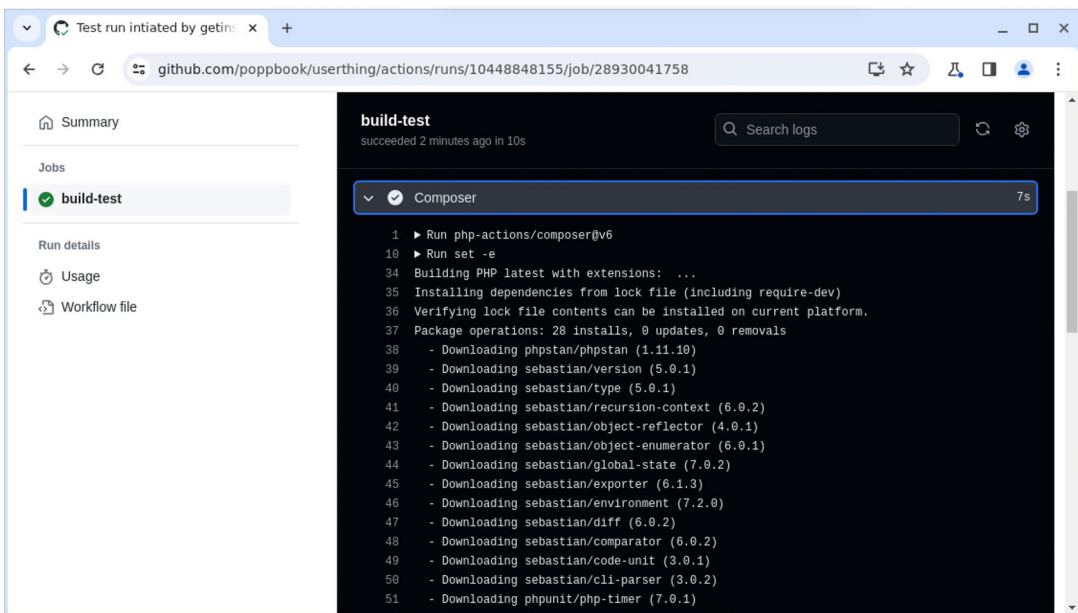 Test run intiated by getins
github.com/poppbook/userthing/actions/runs/10448848155/job/28930041758
Summary
Jobs
build-test
Run details
Usage
Workflow file
build-test
succeeded 2 minutes ago in 10s
Search logs
Composer 7s
1 Run php-actions/composer@v6
10 Run set -e
34 Building PHP latest with extensions: ...
35 Installing dependencies from lock file (including require-dev)
36 Verifying lock file contents can be installed on current platform.
37 Package operations: 28 installs, 0 updates, 0 removals
38 - Downloading phpstan/phpstan (1.11.10)
39 - Downloading sebastian/version (5.0.1)
40 - Downloading sebastian/type (5.0.1)
41 - Downloading sebastian/recursion-context (6.0.2)
42 - Downloading sebastian/object-reflector (4.0.1)
43 - Downloading sebastian/object-enumerator (6.0.1)
44 - Downloading sebastian/global-state (7.0.2)
45 - Downloading sebastian/exporter (6.1.3)
46 - Downloading sebastian/environment (7.2.0)
47 - Downloading sebastian/diff (6.0.2)
48 - Downloading sebastian/comparator (6.0.2)
49 - Downloading sebastian/code-unit (3.0.1)
50 - Downloading sebastian/cli-parser (3.0.2)
51 - Downloading phpunit/php-timer (7.0.1)